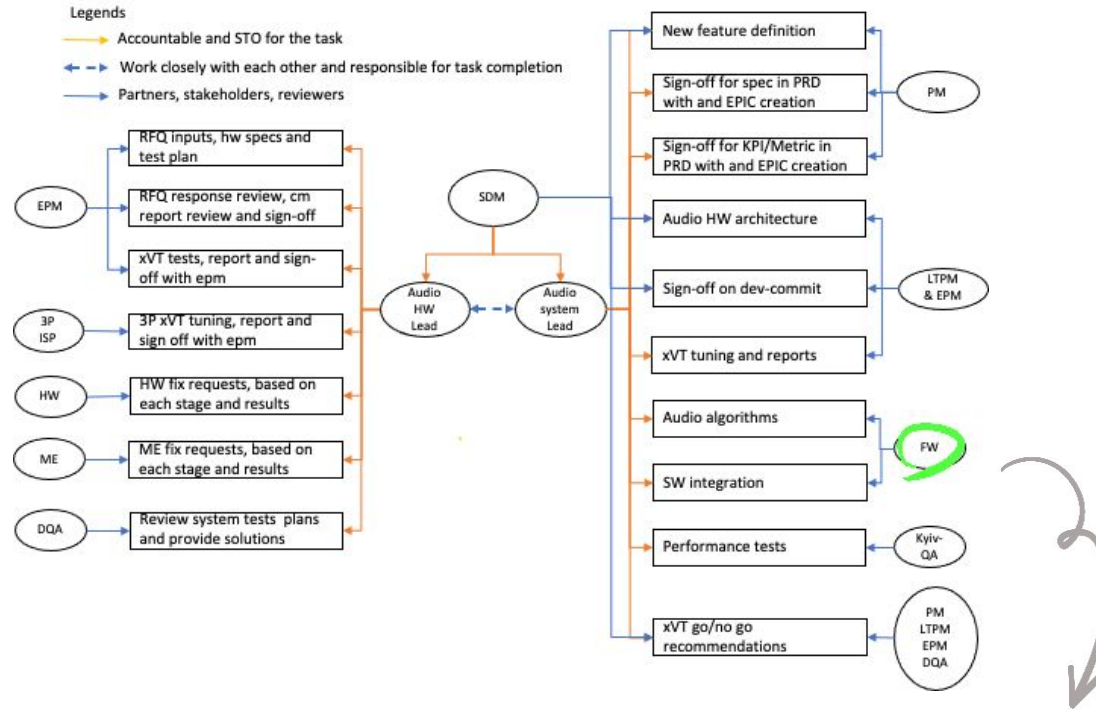 Legends
Accountable and STO for the task
Work closely with each other and responsible for task completion
Partners, stakeholders, reviewers
EPM
RFQ inputs, hw specs and
test plan
RFQ response review, cm
report review and sign-off
xVT tests, report and sign-
off with epm
3P
ISP
3P xVT tuning, report and
sign off with epm
HW
HW fix requests, based on
each stage and results
ME
ME fix requests, based on
each stage and results
DQA
Review system tests plans
and provide solutions
SDM
Audio
HW
Lead
Audio
system
Lead
New feature definition
Sign-off for spec in PRD
with and EPIC creation
Sign-off for KPI/Metric in
PRD with and EPIC creation
PM
Audio HW architecture
Sign-off on dev-commit
xVT tuning and reports
LTPM
& EPM
Audio algorithms
SW integration
FW
Performance tests
Kyiv-
QA
xVT go/no go
recommendations
PM
LTPM
EPM
DQA